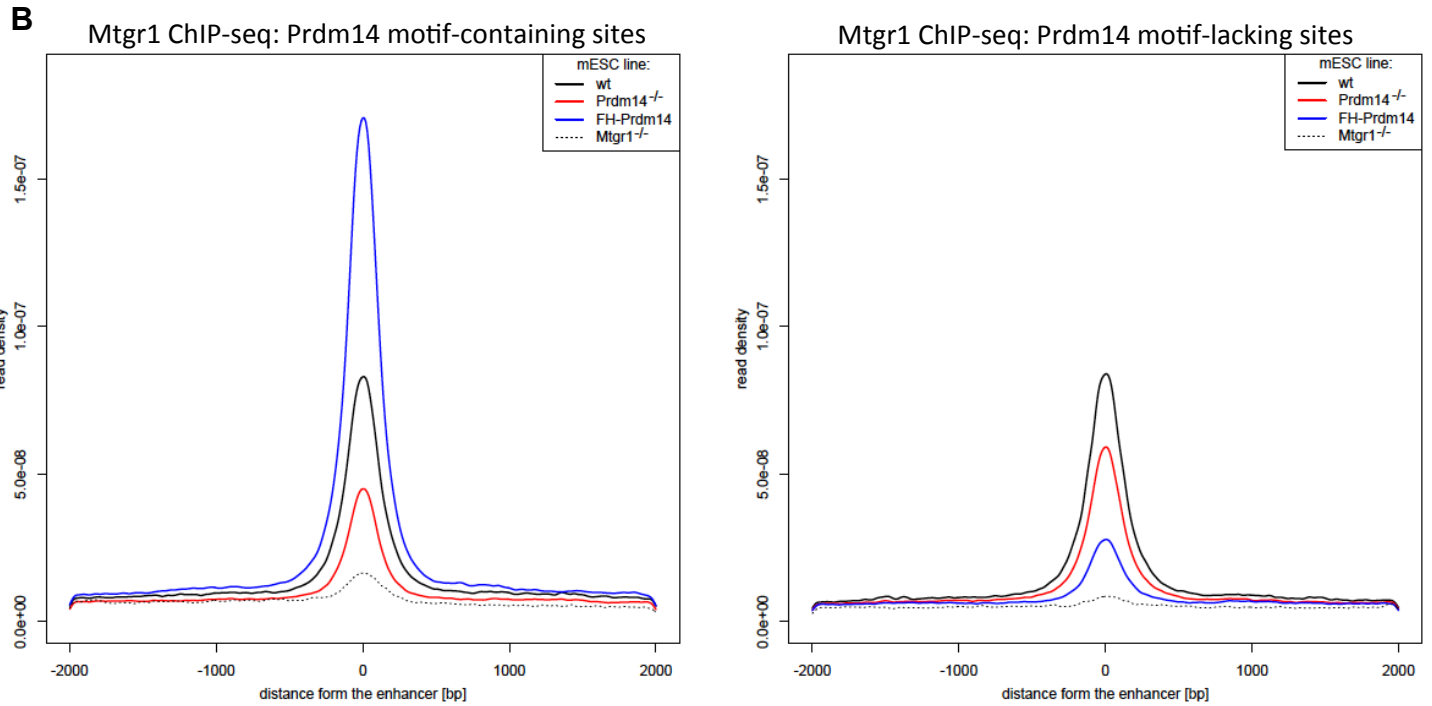 B
Mtgr1 ChIP-seq: Prdm14 motif-containing sites
mESC line:
wt
Prdm14-/-
FH-Prdm14
Mtgr1-/-
read density
0.0e+00
5.0e-08
1.0e-07
1.5e-07
-2000 -1000 0 1000 2000
distance form the enhancer [bp]
Mtgr1 ChIP-seq: Prdm14 motif-lacking sites
mESC line:
wt
Prdm14-/-
FH-Prdm14
Mtgr1-/-
read density
0.0e+00
5.0e-08
1.0e-07
1.5e-07
-2000 -1000 0 1000 2000
distance form the enhancer [bp]